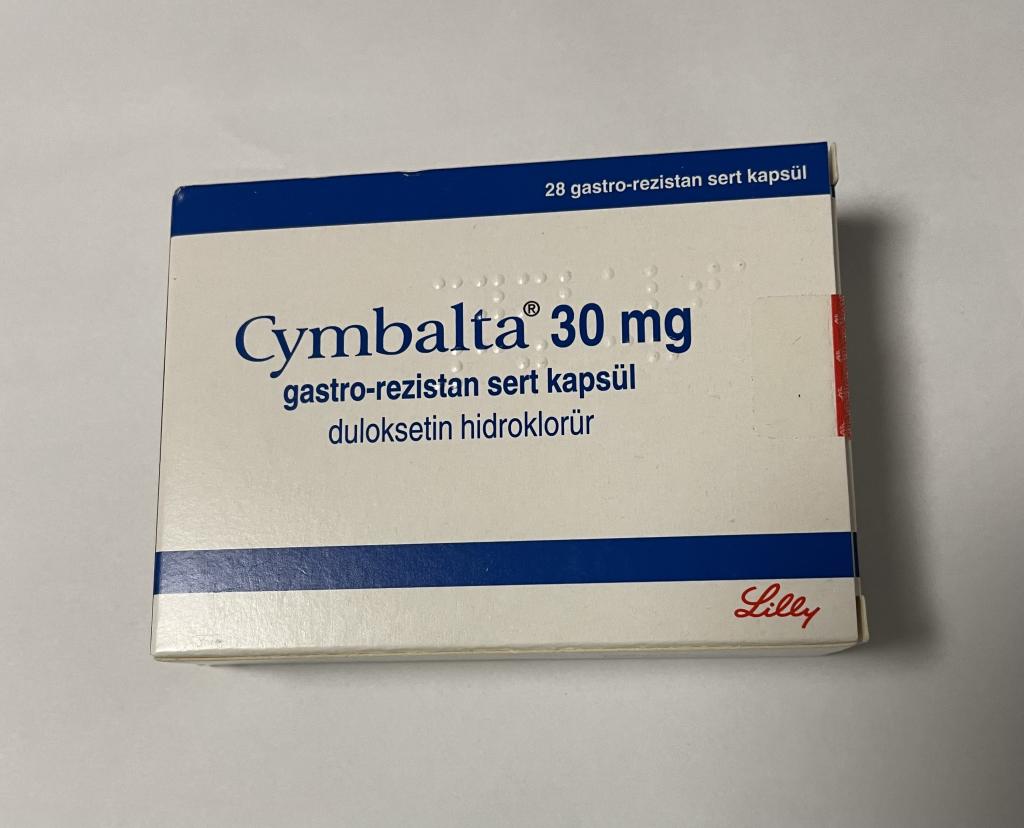 28 gastro-rezistan sert kapsül
Cymbalta® 30 mg
gastro-rezistan sert kapsül
duloksetin hidroklorür
Lilly